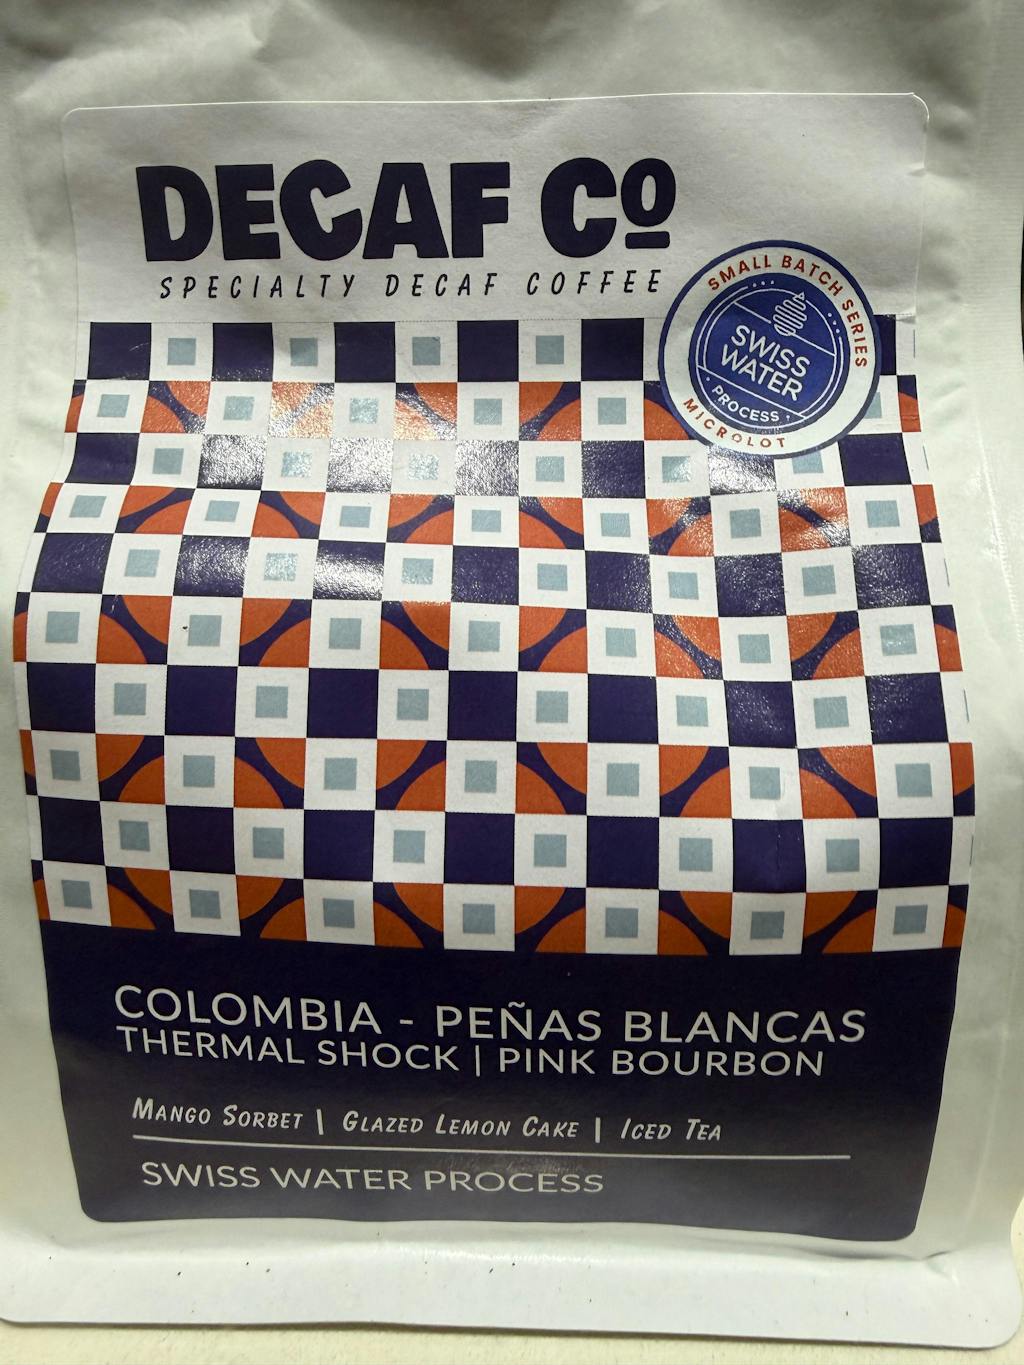 DECAF Co
SPECIALTY DECAF COFFEE
SMALL BATCH SERIES
SWISS
WATER
PROCESS
MICROLOT
COLOMBIA - PEÑAS BLANCAS
THERMAL SHOCK | PINK BOURBON
MANGO SORBET | GLAZED LEMON CAKE | ICED TEA
SWISS WATER PROCESS